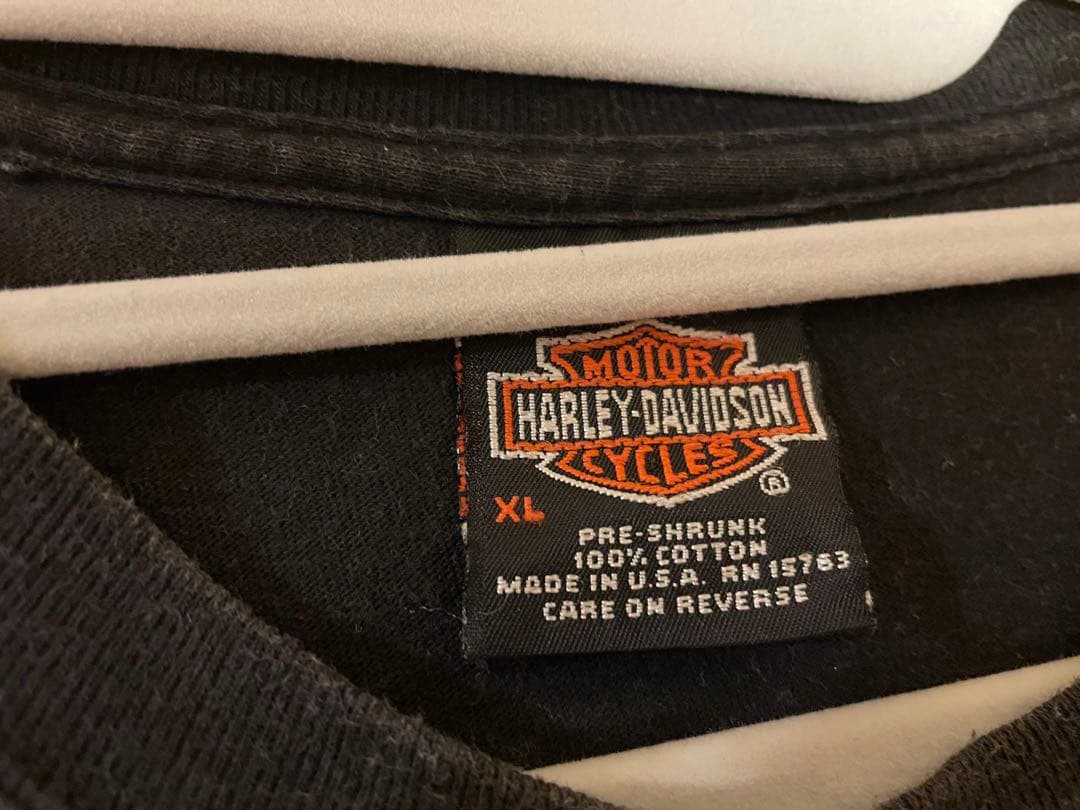 MOTOR
HARLEY-DAVIDSON
CYCLES
®
XL
PRE-SHRUNK
100% COTTON
MADE IN U.S.A. RN 15763
CARE ON REVERSE